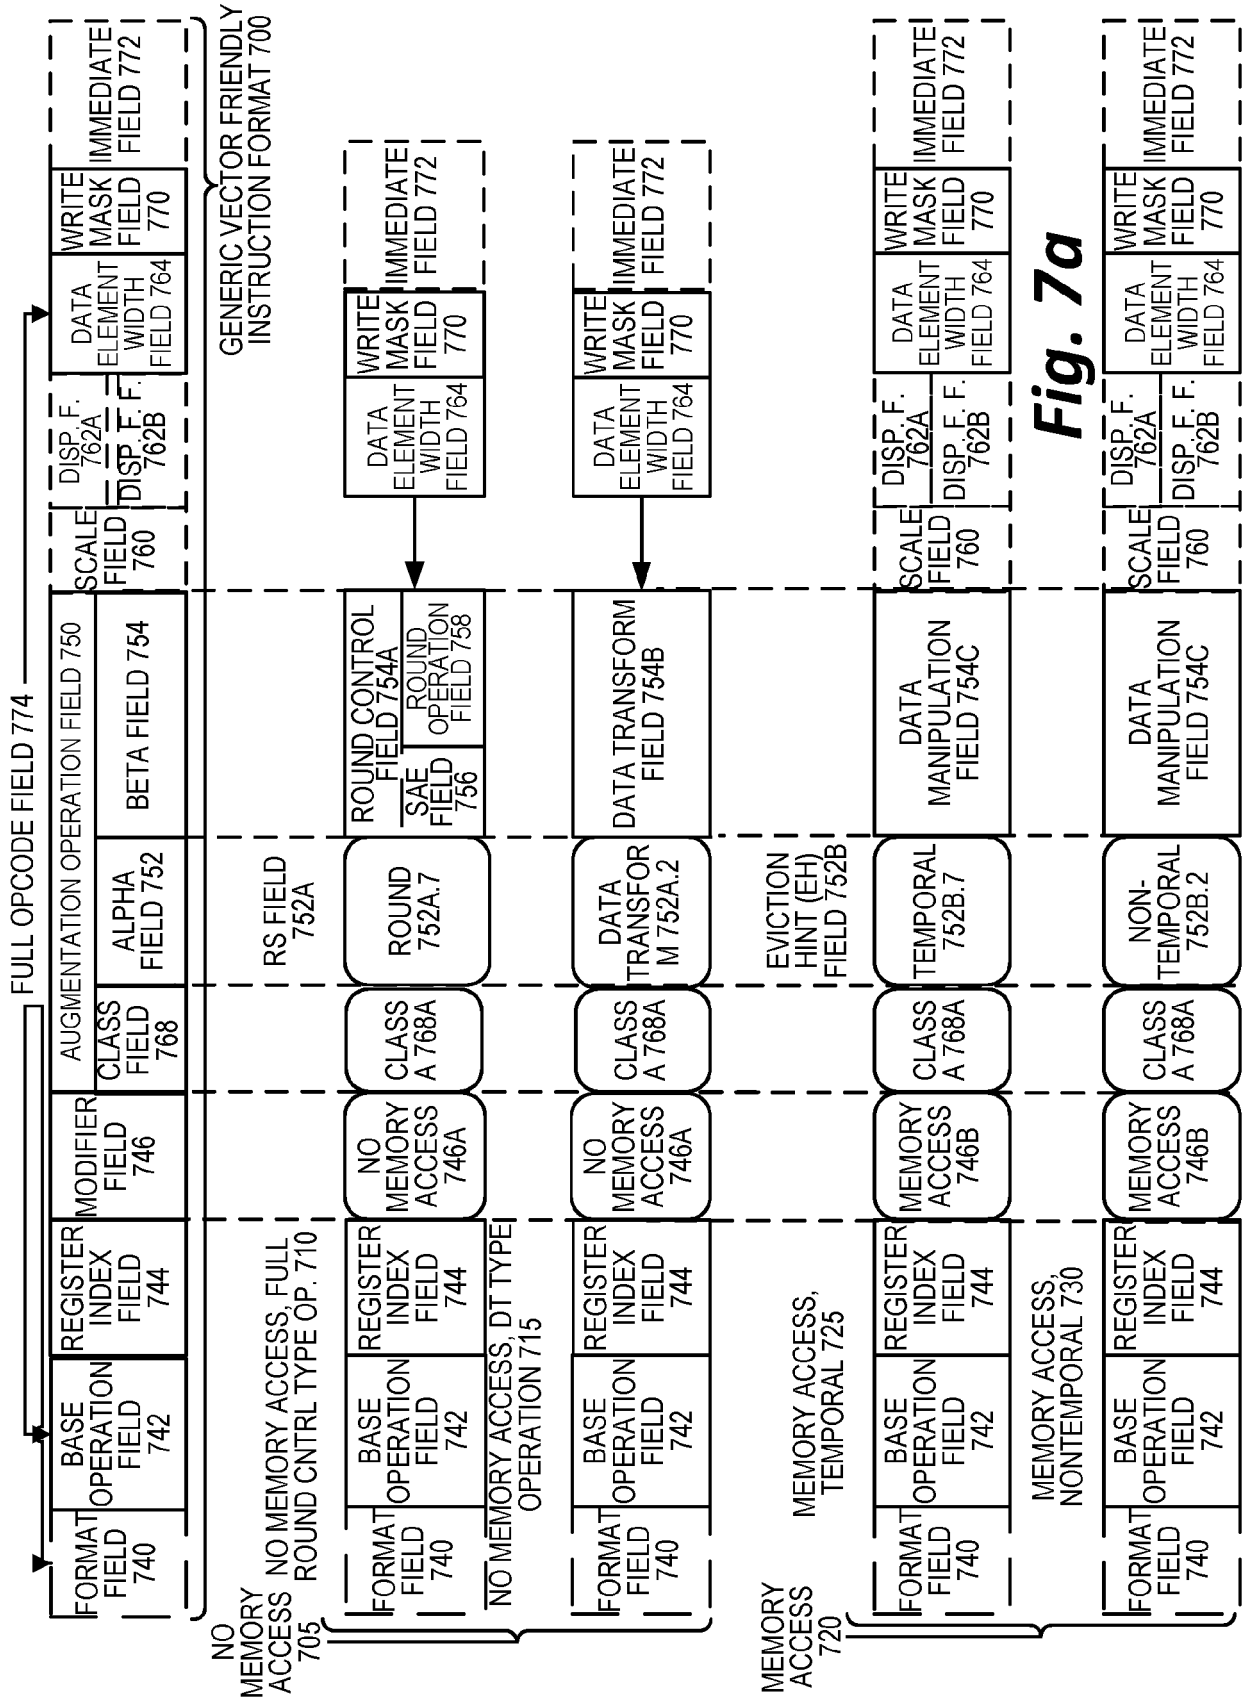 FULL OPCODE FIELD 774
FORMAT
FIELD
740
BASE
OPERATION
FIELD
742
REGISTER
INDEX
FIELD
744
MODIFIER
FIELD
746
AUGMENTATION OPERATION FIELD 750
CLASS
FIELD
768
ALPHA
FIELD 752
BETA FIELD 754
SCALE
FIELD
760
DISP. F.
762A
DISP. F. F.
762B
DATA
ELEMENT
WIDTH
FIELD 764
WRITE
MASK
FIELD
770
IMMEDIATE
FIELD 772
GENERIC VECTOR FRIENDLY
INSTRUCTION FORMAT 700
NO
MEMORY
ACCESS
705
NO MEMORY ACCESS, FULL
ROUND CNTRL TYPE OP. 710
RS FIELD
752A
FORMAT
FIELD
740
BASE
OPERATION
FIELD
742
REGISTER
INDEX
FIELD
744
NO
MEMORY
ACCESS
746A
CLASS
A 768A
ROUND
752A.7
ROUND CONTROL
FIELD 754A
SAE
FIELD
756
ROUND
OPERATION
FIELD 758
DATA
ELEMENT
WIDTH
FIELD 764
WRITE
MASK
FIELD
770
IMMEDIATE
FIELD 772
NO MEMORY ACCESS, DT TYPE
OPERATION 715
FORMAT
FIELD
740
BASE
OPERATION
FIELD
742
REGISTER
INDEX
FIELD
744
NO
MEMORY
ACCESS
746A
CLASS
A 768A
DATA
TRANSFOR
M 752A.2
DATA TRANSFORM
FIELD 754B
DATA
ELEMENT
WIDTH
FIELD 764
WRITE
MASK
FIELD
770
IMMEDIATE
FIELD 772
MEMORY
ACCESS
720
MEMORY ACCESS,
TEMPORAL 725
EVICTION
HINT (EH)
FIELD 752B
FORMAT
FIELD
740
BASE
OPERATION
FIELD
742
REGISTER
INDEX
FIELD
744
MEMORY
ACCESS
746B
CLASS
A 768A
TEMPORAL
752B.7
DATA
MANIPULATION
FIELD 754C
SCALE
FIELD
760
DISP. F.
762A
DISP. F. F.
762B
DATA
ELEMENT
WIDTH
FIELD 764
WRITE
MASK
FIELD
770
IMMEDIATE
FIELD 772
MEMORY ACCESS,
NONTEMPORAL 730
Fig. 7a
FORMAT
FIELD
740
BASE
OPERATION
FIELD
742
REGISTER
INDEX
FIELD
744
MEMORY
ACCESS
746B
CLASS
A 768A
NON-
TEMPORAL
752B.2
DATA
MANIPULATION
FIELD 754C
SCALE
FIELD
760
DISP. F.
762A
DISP. F. F.
762B
DATA
ELEMENT
WIDTH
FIELD 764
WRITE
MASK
FIELD
770
IMMEDIATE
FIELD 772